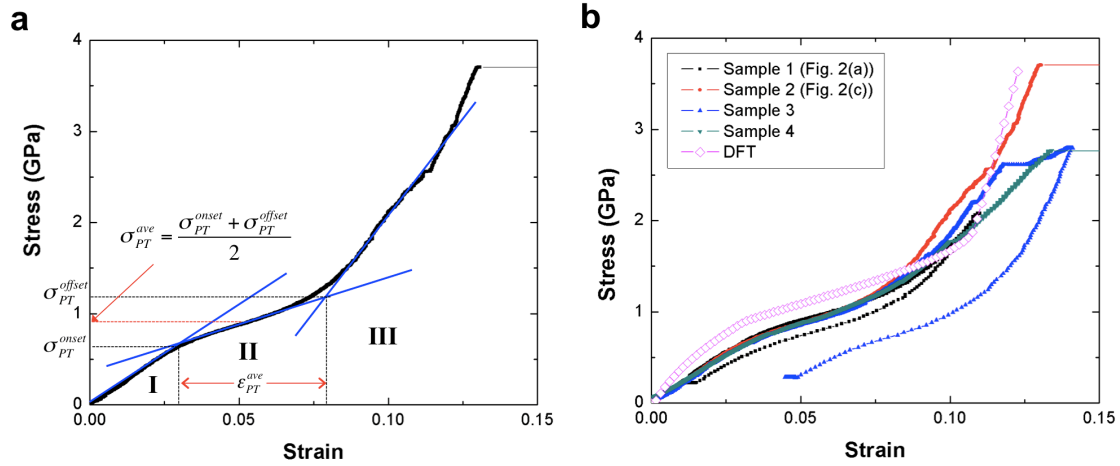 a
Stress (GPa)
4
3
2
1
0
0.00
0.05
0.10
0.15
Strain
σ_PT^ave = (σ_PT^onset + σ_PT^offset) / 2
σ_PT^offset
σ_PT^onset
I
II
III
ε_PT^ave
b
Stress (GPa)
4
3
2
1
0
0.00
0.05
0.10
0.15
Strain
Sample 1 (Fig. 2(a))
Sample 2 (Fig. 2(c))
Sample 3
Sample 4
DFT